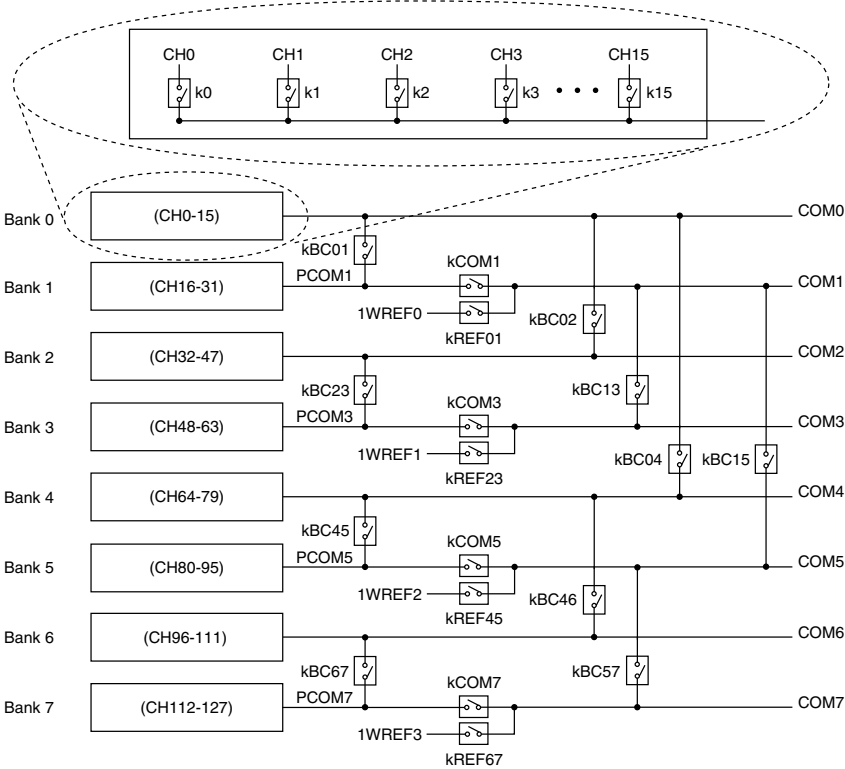 CH0 CH1 CH2 CH3 CH15
k0 k1 k2 k3 • • • k15
Bank 0 (CH0-15) COM0
kBC01
PCOM1 kCOM1
Bank 1 (CH16-31) COM1
1WREF0
kREF01
kBC02
Bank 2 (CH32-47) COM2
kBC23 kBC13
PCOM3 kCOM3
Bank 3 (CH48-63) COM3
1WREF1
kREF23
kBC04 kBC15
Bank 4 (CH64-79) COM4
kBC45
PCOM5 kCOM5
Bank 5 (CH80-95) COM5
1WREF2
kREF45
kBC46
Bank 6 (CH96-111) COM6
kBC67 kBC57
PCOM7 kCOM7
Bank 7 (CH112-127) COM7
1WREF3
kREF67